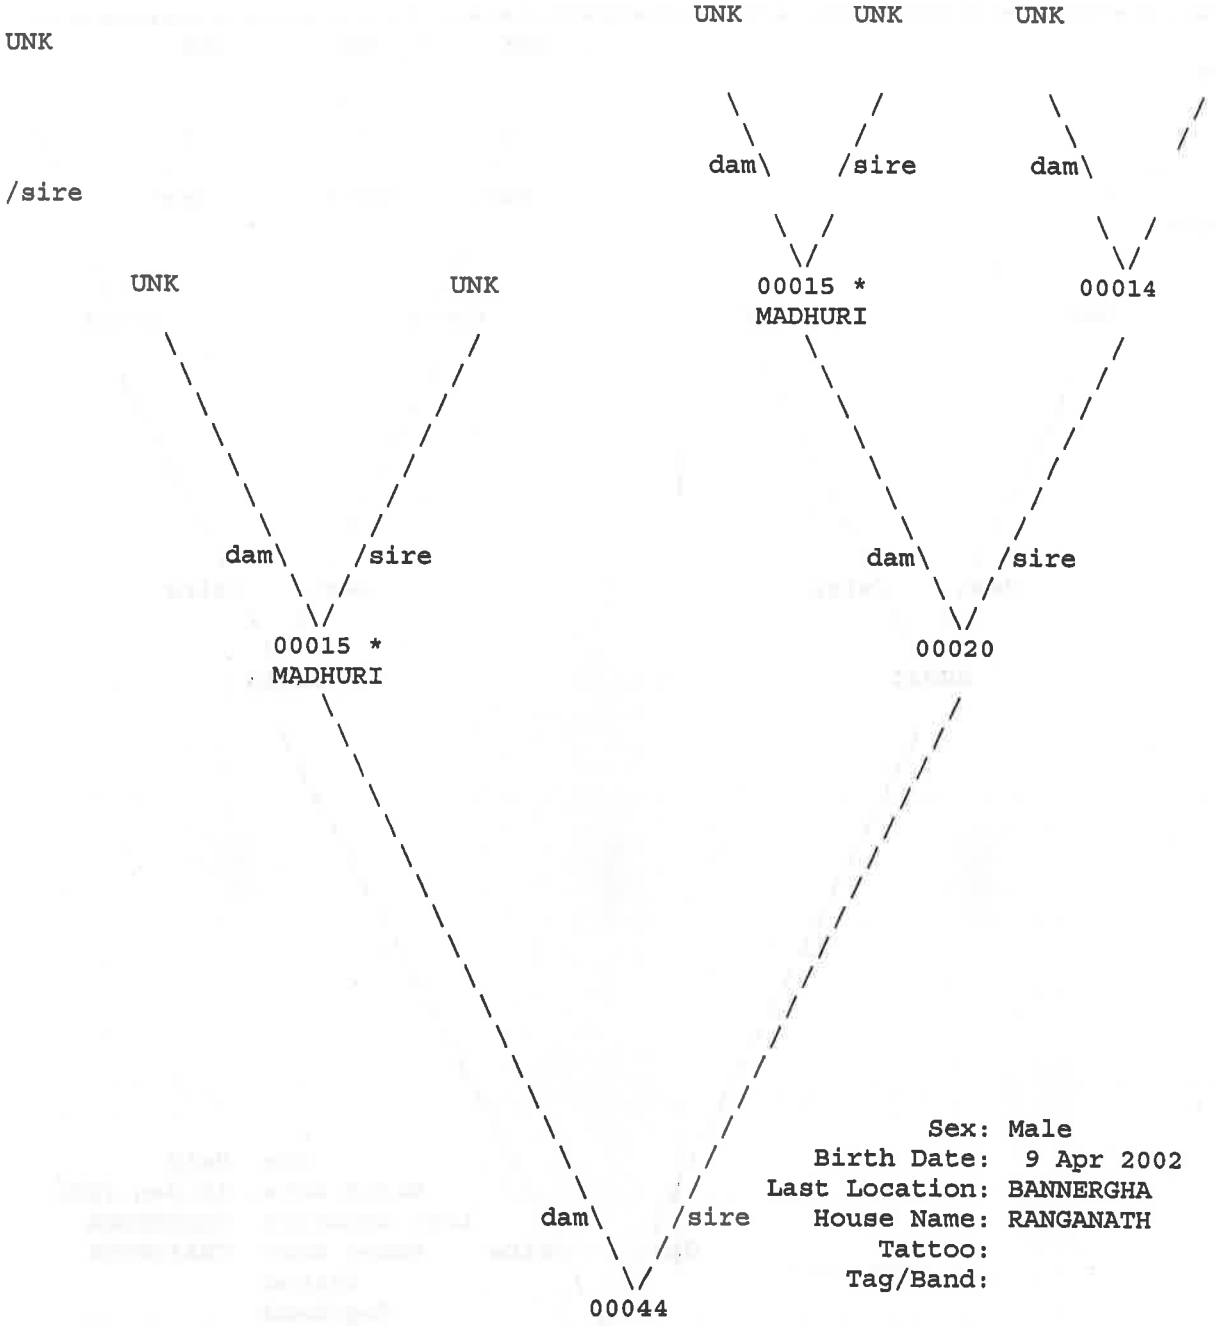 UNK UNK UNK
UNK
dam\ /sire dam\
/sire
UNK UNK 00015 * 00014
MADHURI
dam\ /sire dam\ /sire
00015 * 00020
MADHURI
Sex: Male
Birth Date: 9 Apr 2002
Last Location: BANNERGHA
dam\ /sire House Name: RANGANATH
Tattoo:
Tag/Band:
00044